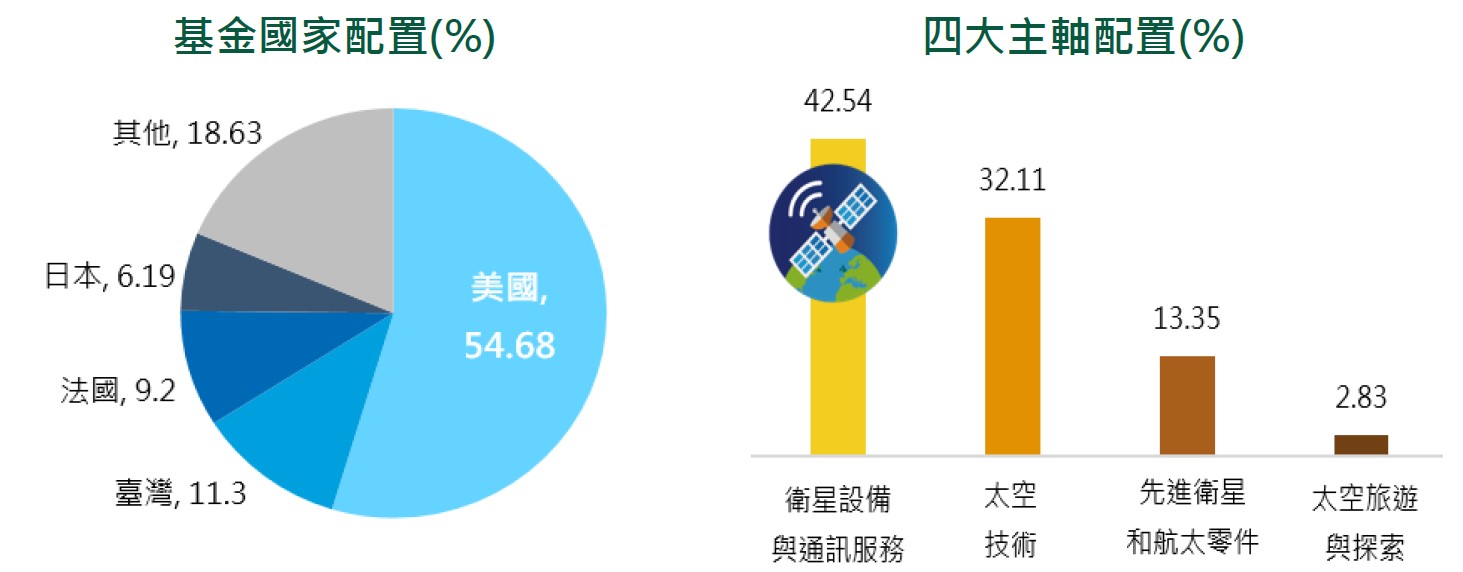 基金國家配置(%)
其他, 18.63
日本, 6.19
法國, 9.2
臺灣, 11.3
美國,
54.68
四大主軸配置(%)
42.54
32.11
13.35
2.83
衛星設備
與通訊服務
太空
技術
先進衛星
和航太零件
太空旅遊
與探索